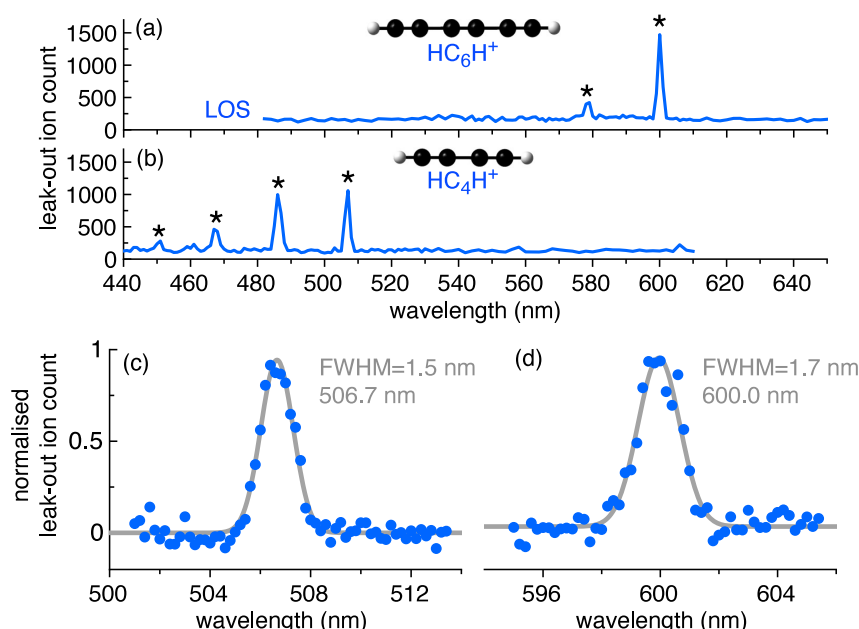 (a)
HC₆H⁺
LOS
* *
1500
1000
500
0
leak-out ion count
(b)
HC₄H⁺
* * * *
1500
1000
500
0
440 460 480 500 520 540 560 580 600 620 640
wavelength (nm)
(c)
FWHM=1.5 nm
506.7 nm
1
0.5
0
normalised
leak-out ion count
500 504 508 512
wavelength (nm)
(d)
FWHM=1.7 nm
600.0 nm
596 600 604
wavelength (nm)